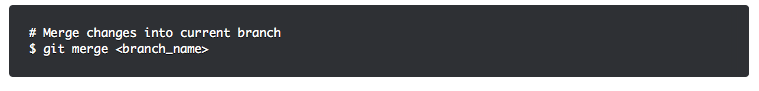 # Merge changes into current branch
$ git merge <branch_name>